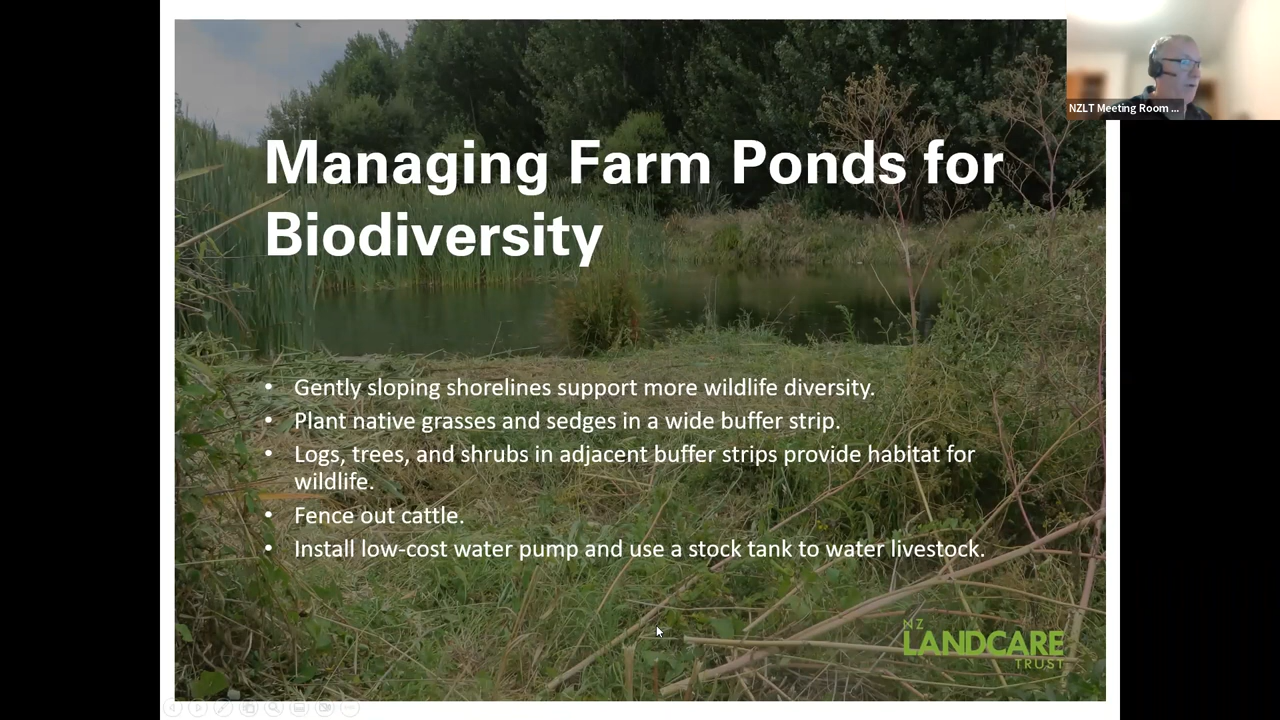 NZLT Meeting Room ...
Managing Farm Ponds for
Biodiversity
• Gently sloping shorelines support more wildlife diversity.
• Plant native grasses and sedges in a wide buffer strip.
• Logs, trees, and shrubs in adjacent buffer strips provide habitat for
wildlife.
• Fence out cattle.
• Install low-cost water pump and use a stock tank to water livestock.
NZ
LANDCARE
TRUST